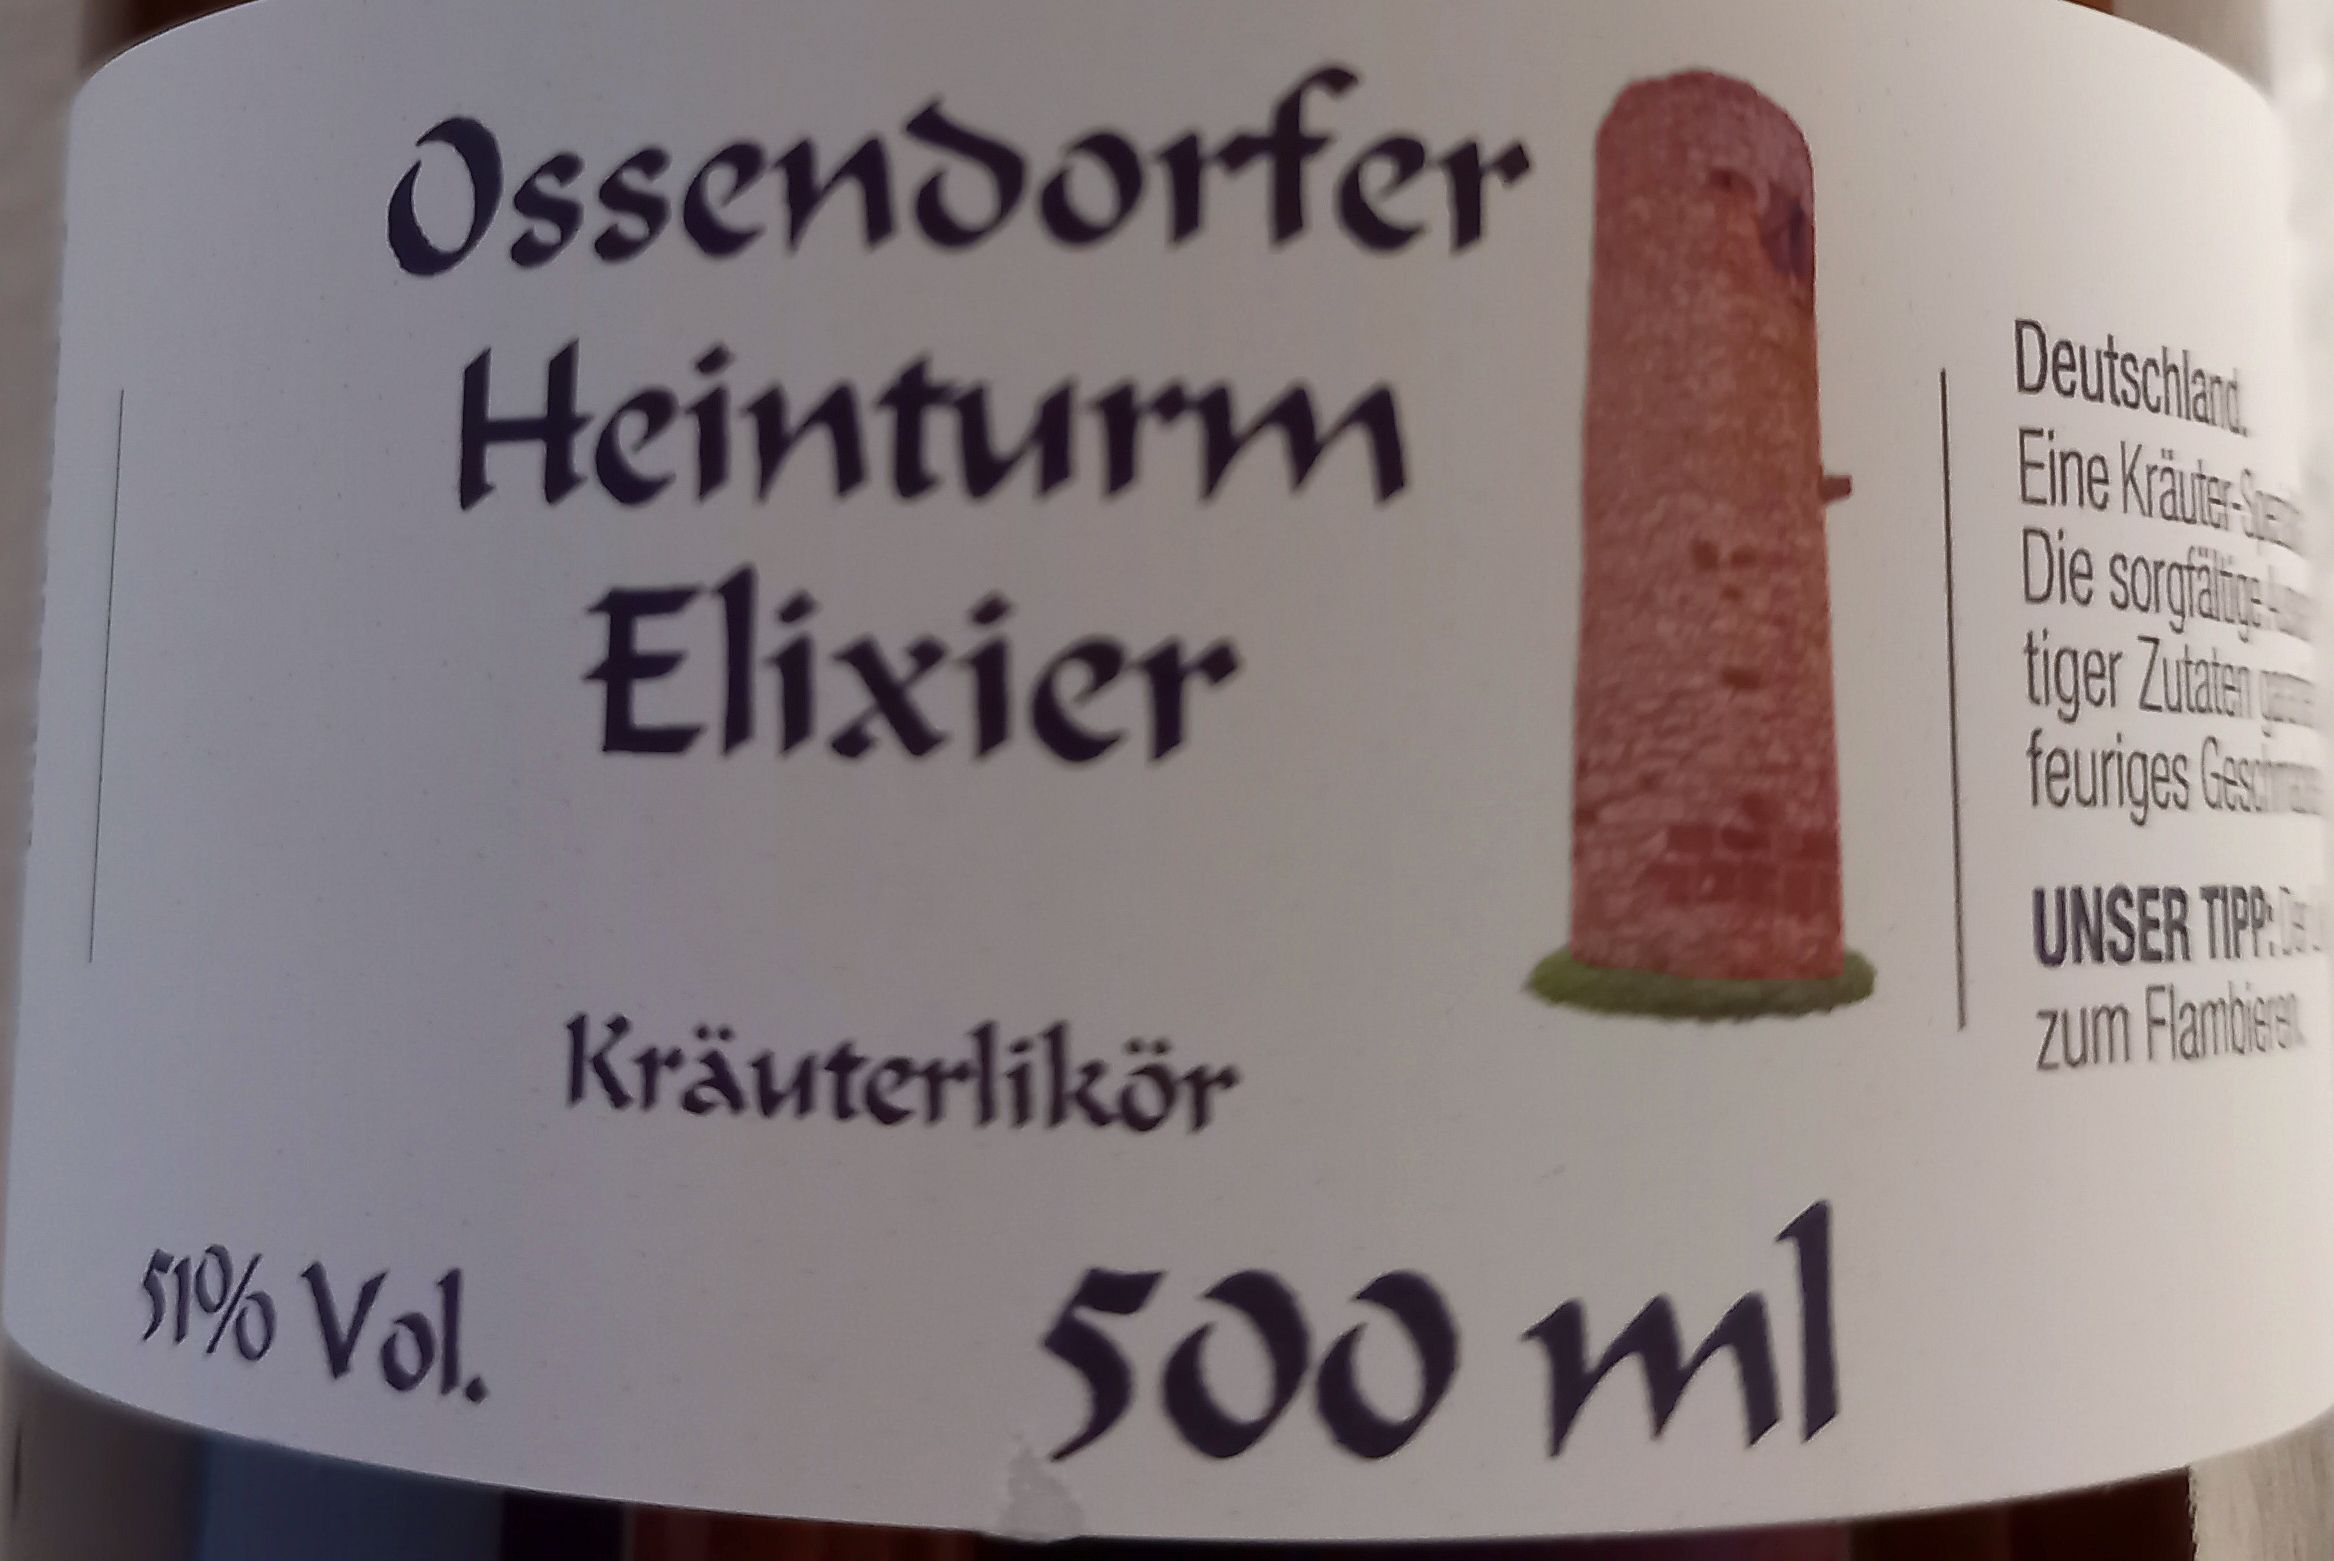 Ossendorfer
Heinturm
Elixier
Kräuterlikör
51% Vol.
500 ml
Deutschland.
Eine Kräuter-
Die sorgfältige
tiger Zutaten
feuriges
UNSER TIPP: Der
zum Flambieren.